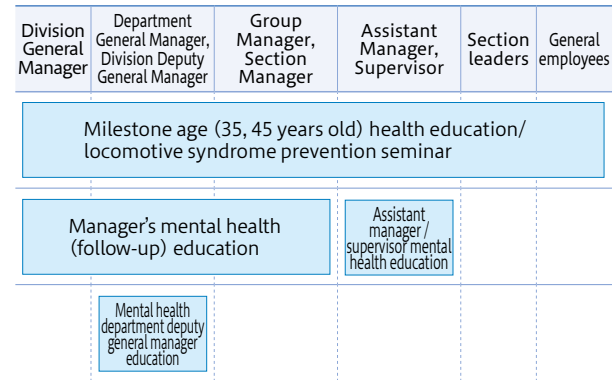 Division
General
Manager
Department
General Manager,
Division Deputy
General Manager
Group
Manager,
Section
Manager
Assistant
Manager,
Supervisor
Section
leaders
General
employees
Milestone age (35, 45 years old) health education/
locomotive syndrome prevention seminar
Manager's mental health
(follow-up) education
Assistant
manager /
supervisor mental
health education
Mental health
department deputy
general manager
education